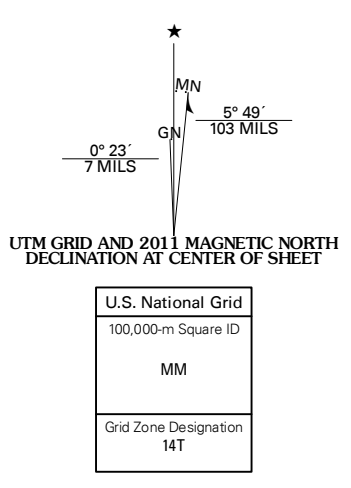 MN
5° 49´
103 MILS
GN
0° 23´
7 MILS
UTM GRID AND 2011 MAGNETIC NORTH
DECLINATION AT CENTER OF SHEET
U.S. National Grid
100,000-m Square ID
MM
Grid Zone Designation
14T